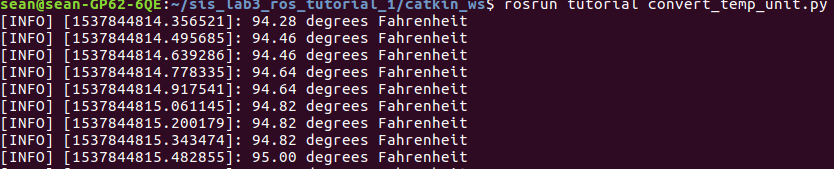 sean@sean-GP62-6QE:~/sis_lab3_ros_tutorial_1/catkin_ws$ rosrun tutorial convert_temp_unit.py
[INFO] [1537844814.356521]: 94.28 degrees Fahrenheit
[INFO] [1537844814.495685]: 94.46 degrees Fahrenheit
[INFO] [1537844814.639286]: 94.46 degrees Fahrenheit
[INFO] [1537844814.778335]: 94.64 degrees Fahrenheit
[INFO] [1537844814.917541]: 94.64 degrees Fahrenheit
[INFO] [1537844815.061145]: 94.82 degrees Fahrenheit
[INFO] [1537844815.200179]: 94.82 degrees Fahrenheit
[INFO] [1537844815.343474]: 94.82 degrees Fahrenheit
[INFO] [1537844815.482855]: 95.00 degrees Fahrenheit